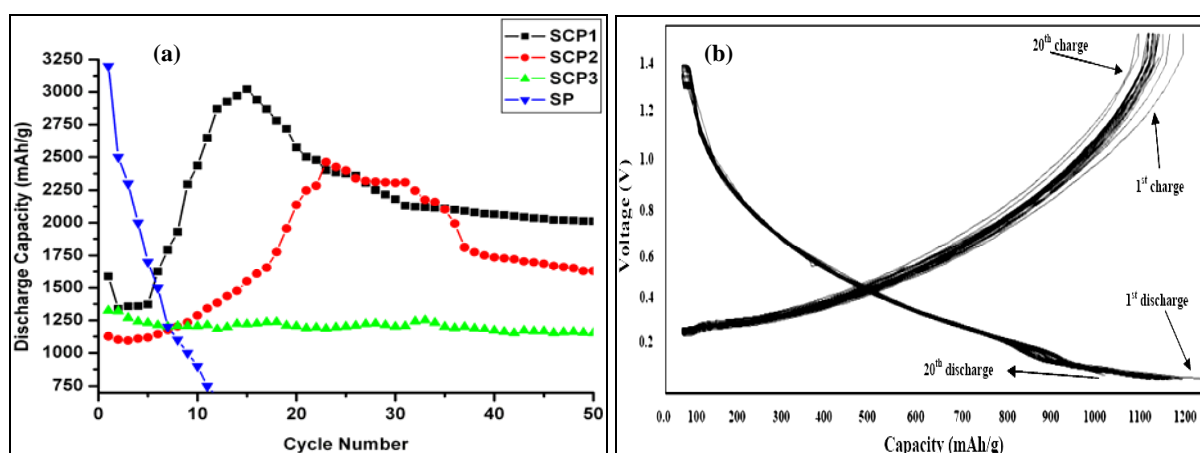 (a)
SCP1
SCP2
SCP3
SP
3250
3000
2750
2500
2250
2000
1750
1500
1250
1000
750
Discharge Capacity (mAh/g)
0 10 20 30 40 50
Cycle Number
(b)
20th charge
1st charge
1st discharge
20th discharge
1.4
1.2
1.0
0.8
0.6
0.4
0.2
Voltage (V)
0.0 100 200 300 400 500 600 700 800 900 1000 1100 1200
Capacity (mAh/g)